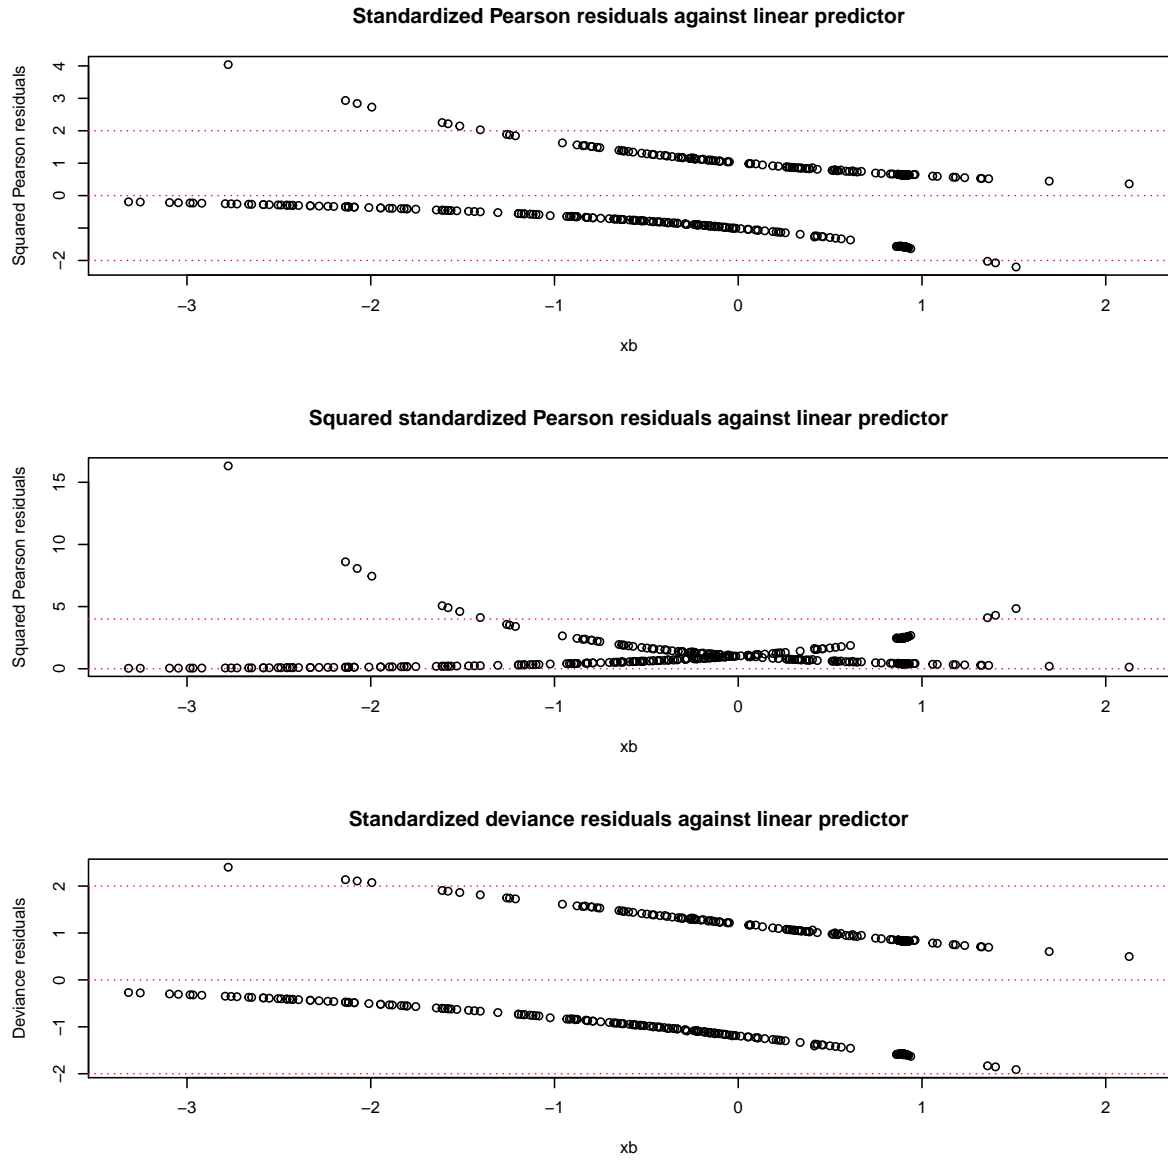 Standardized Pearson residuals against linear predictor
Squared Pearson residuals
4
3
2
1
0
−2
−3 −2 −1 0 1 2
xb
Squared standardized Pearson residuals against linear predictor
Squared Pearson residuals
15
10
5
0
−3 −2 −1 0 1 2
xb
Standardized deviance residuals against linear predictor
Deviance residuals
2
1
0
−1
−2
−3 −2 −1 0 1 2
xb